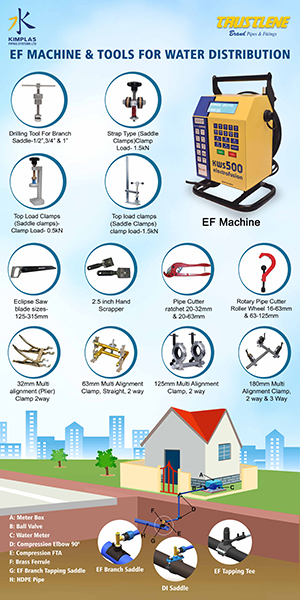 KIMPLAS
PIPING SYSTEMS LTD
TRUSTLENE
Brand Pipes & Fittings
EF MACHINE & TOOLS FOR WATER DISTRIBUTION
Drilling Tool For Branch
Saddle-1/2",3/4" & 1"
Strap Type (Saddle
Clamps)Clamp
Load- 1.5kN
KWS500
electrofusion
Top Load Clamps
(Saddle clamps)-
Clamp Load- 0.5kN
Top load clamps
(Saddle clamps)
clamp load-1.5kN
EF Machine
Eclipse Saw
blade sizes-
125-315mm
2.5 inch Hand
Scrapper
Pipe Cutter
ratchet 20-32mm
& 20-63mm
Rotary Pipe Cutter
Roller Wheel 16-63mm
& 63-125mm
32mm Multi
alignment (Plier)
Clamp 2way
63mm Multi Alignment
Clamp, Straight, 2 way
125mm Multi Alignment
Clamp, 2 way
180mm Multi
Alignment Clamp,
2 way & 3 Way
A: Meter Box
B: Ball Valve
C: Water Meter
D: Compression Elbow 90°
E: Compression FTA
F: Brass Ferrule
G: EF Branch Tapping Saddle
H: HDPE Pipe
EF Branch Saddle
DI Saddle
EF Tapping Tee